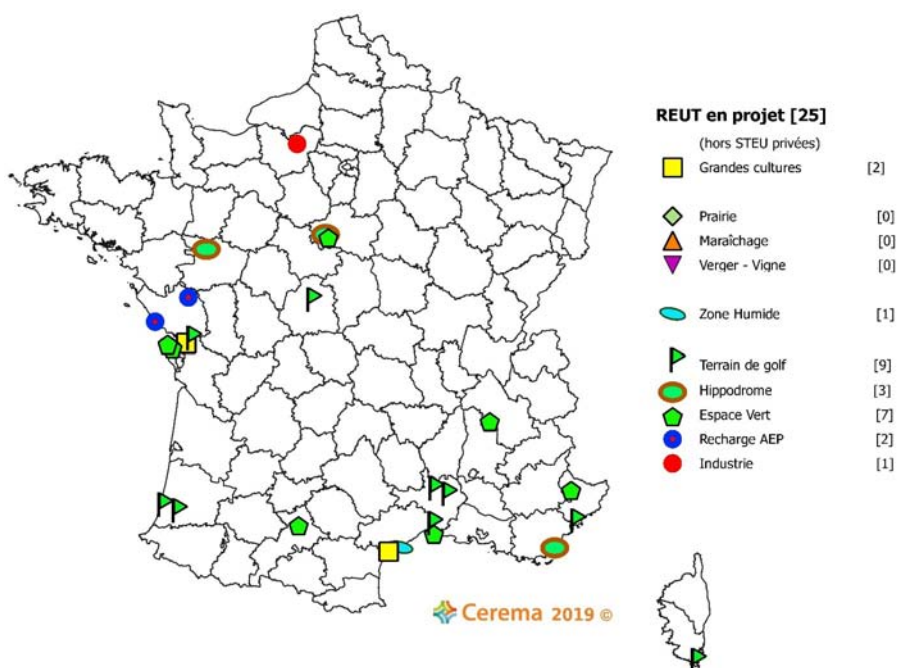 REUT en projet [25]
(hors STEU privées)
Grandes cultures [2]
Prairie [0]
Maraîchage [0]
Verger - Vigne [0]
Zone Humide [1]
Terrain de golf [9]
Hippodrome [3]
Espace Vert [7]
Recharge AEP [2]
Industrie [1]
Cerema 2019 ©